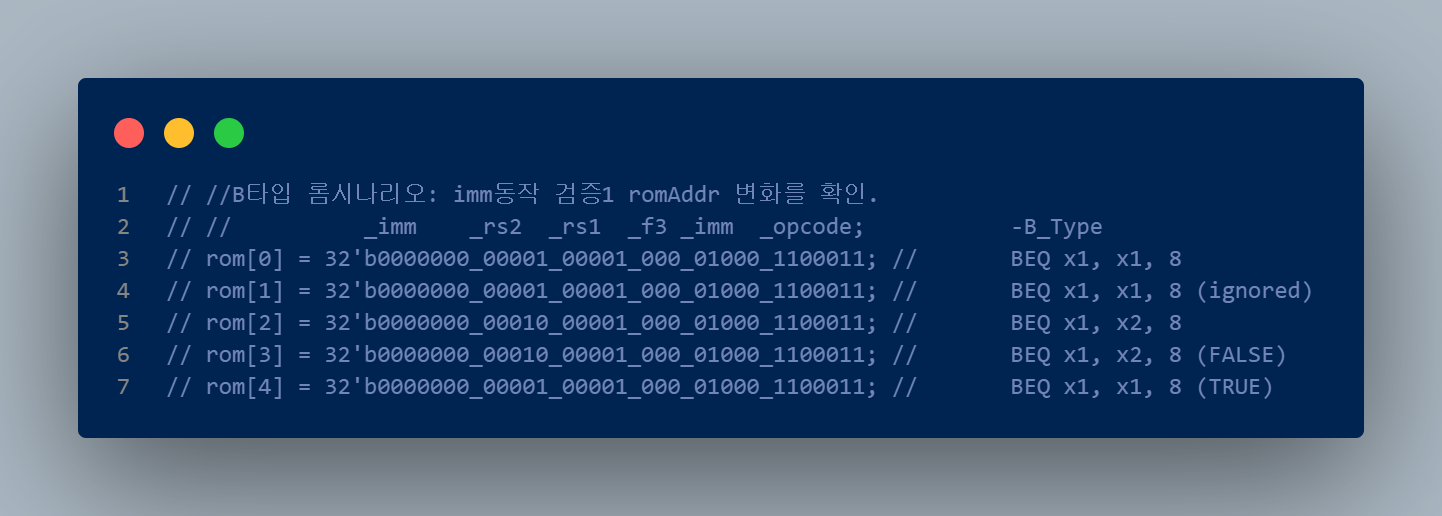 1 // //B타입 롬시나리오: imm동작 검증1 romAddr 변화를 확인.
2 // // _imm _rs2 _rs1 _f3 _imm _opcode; -B_Type
3 // rom[0] = 32'b0000000_00001_00001_000_01000_1100011; // BEQ x1, x1, 8
4 // rom[1] = 32'b0000000_00001_00001_000_01000_1100011; // BEQ x1, x1, 8 (ignored)
5 // rom[2] = 32'b0000000_00010_00001_000_01000_1100011; // BEQ x1, x2, 8
6 // rom[3] = 32'b0000000_00010_00001_000_01000_1100011; // BEQ x1, x2, 8 (FALSE)
7 // rom[4] = 32'b0000000_00001_00001_000_01000_1100011; // BEQ x1, x1, 8 (TRUE)